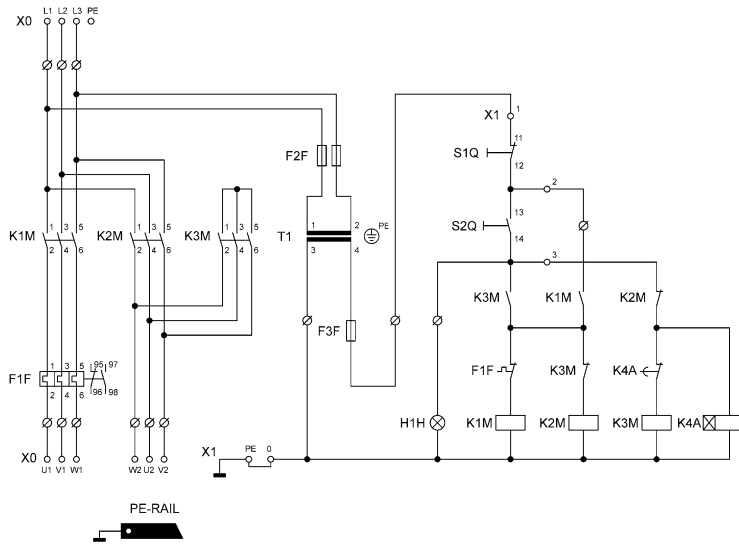 L1 L2 L3 PE
X0
X1 1
11
S1Q
12
F2F
2
13
S2Q
14
1 2 PE
T1
3 4
3
1 3 5 1 3 5 1 3 5
K1M K2M K3M
2 4 6 2 4 6 2 4 6
K3M K1M K2M
F3F
1 3 5 95 97
F1F
2 4 6 96 98
F1F K3M K4A
H1H K1M K2M K3M K4A
X0
U1 V1 W1 W2 U2 V2
X1 PE 0
PE-RAIL